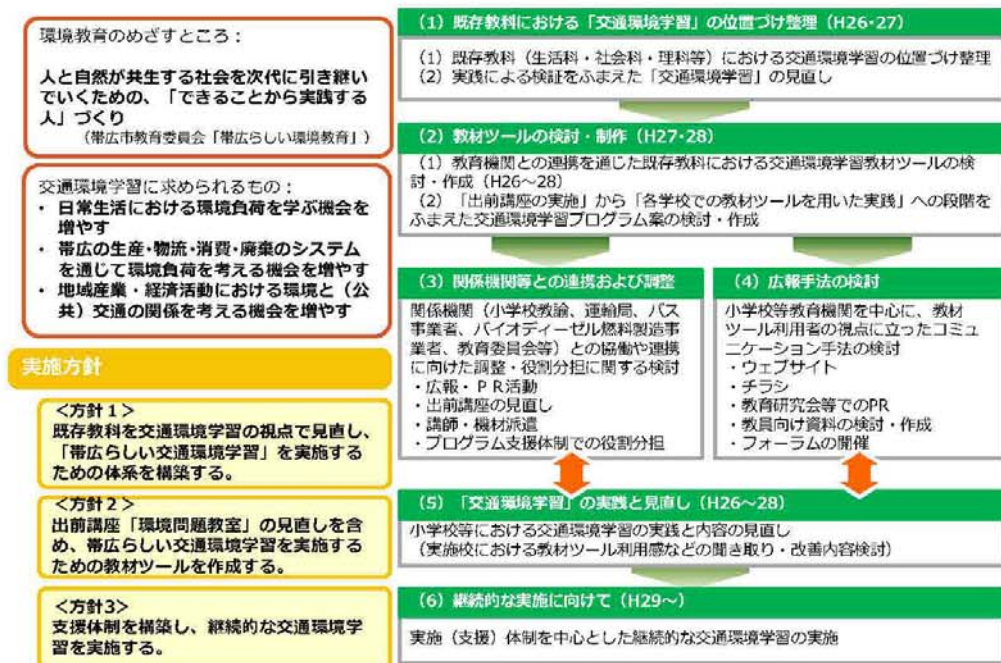 環境教育のめざすところ：
人と自然が共生する社会を次代に引き継い
でいくための、「できることから実践する
人」づくり
（帯広市教育委員会「帯広らしい環境教育」）
交通環境学習に求められるもの：
・ 日常生活における環境負荷を学ぶ機会を
増やす
・ 帯広の生産・物流・消費・廃棄のシステム
を通じて環境負荷を考える機会を増やす
・ 地域産業・経済活動における環境と（公
共）交通の関係を考える機会を増やす
実施方針
＜方針１＞
既存教科を交通環境学習の視点で見直し、
「帯広らしい交通環境学習」を実施する
ための体系を構築する。
＜方針２＞
出前講座「環境問題教室」の見直しを含
め、帯広らしい交通環境学習を実施する
ための教材ツールを作成する。
＜方針3＞
支援体制を構築し、継続的な交通環境学
習を実施する。
（1）既存教科における「交通環境学習」の位置づけ整理（H26・27）
（1）既存教科（生活科・社会科・理科等）における交通環境学習の位置づけ整理
（2）実践による検証をふまえた「交通環境学習」の見直し
（2）教材ツールの検討・制作（H27・28）
（1）教育機関との連携を通じた既存教科における交通環境学習教材ツールの検
討・作成（H26～28）
（2）「出前講座の実施」から「各学校での教材ツールを用いた実践」への段階を
ふまえた交通環境学習プログラム案の検討・作成
（3）関係機関等との連携および調整
関係機関（小学校教諭、運輸局、バス
事業者、バイオディーゼル燃料製造事
業者、教育委員会等）との協働や連携
に向けた調整・役割分担に関する検討
・広報・ＰＲ活動
・出前講座の見直し
・講師・機材派遣
・プログラム支援体制での役割分担
（4）広報手法の検討
小学校等教育機関を中心に、教材
ツール利用者の視点に立ったコミュ
ニケーション手法の検討
・ウェブサイト
・チラシ
・教育研究会等でのPR
・教員向け資料の検討・作成
・フォーラムの開催
（5）「交通環境学習」の実践と見直し（H26～28）
小学校等における交通環境学習の実践と内容の見直し
（実施校における教材ツール利用感などの聞き取り・改善内容検討）
（6）継続的な実施に向けて（H29～）
実施（支援）体制を中心とした継続的な交通環境学習の実施